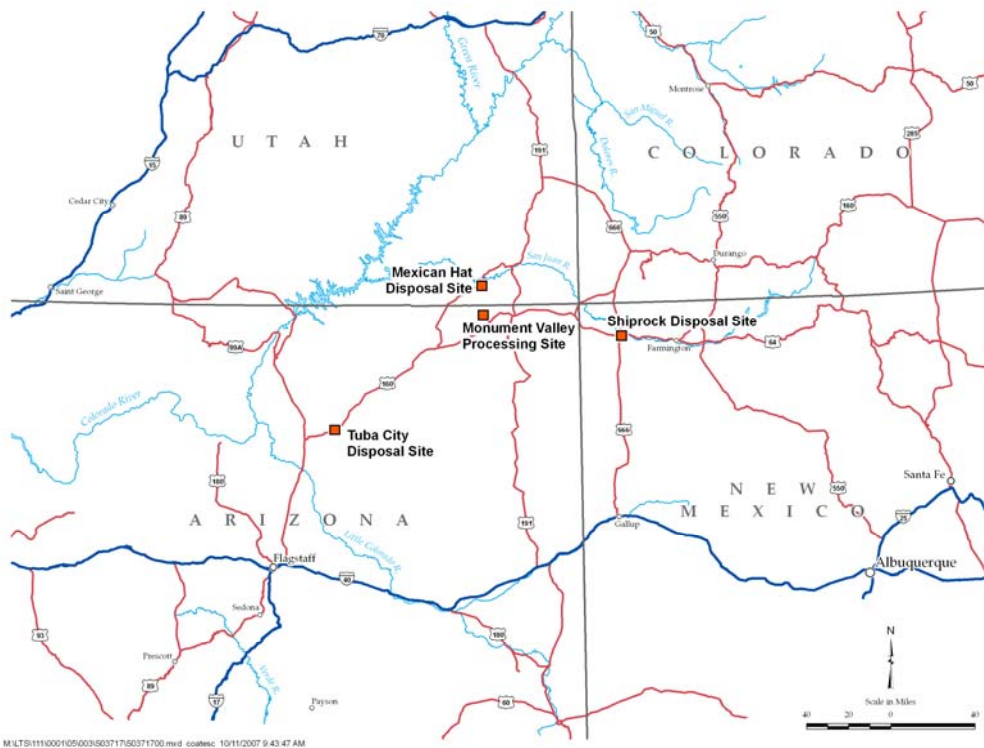 70
50
Green River
Montrose
50
San Miguel R.
UTAH
Dolores R.
285
191
COLORADO
15
Cedar City
89
160
666
550
Durango
San Juan R.
Mexican Hat
Disposal Site
Saint George
Monument Valley
Processing Site
Shiprock Disposal Site
89A
64
Farmington
160
Colorado River
Tuba City
Disposal Site
666
Santa Fe
180
NEW
MEXICO
550
25
ARIZONA
191
Gallup
Little Colorado R.
Flagstaff
Albuquerque
40
Sedona
93
180
N
Prescott
89
Verde R.
Scale in Miles
17
Payson
60
40 20 0 40
M:\LTS\111\0001\05\003\S03717\S0371700.mxd coatesc 10/11/2007 9:43:47 AM